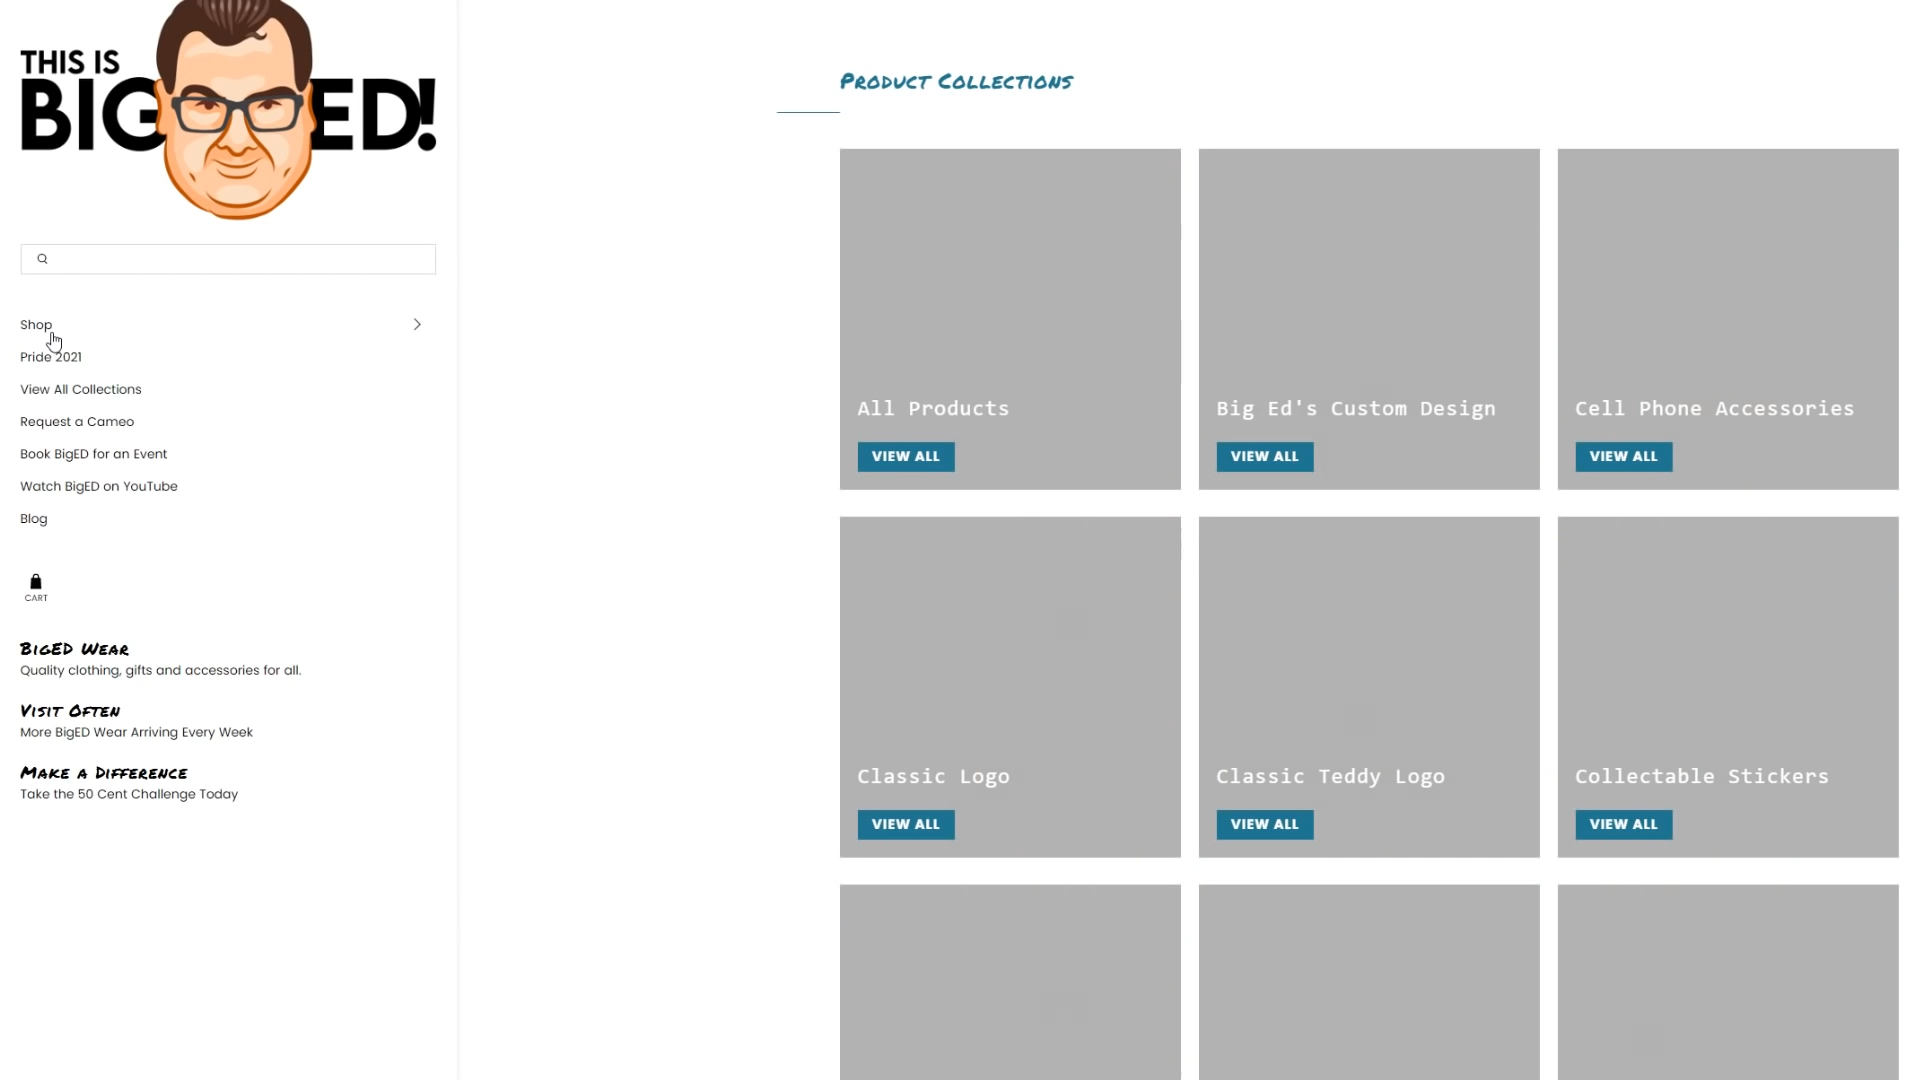 THIS IS
BIG ED!
Shop
Pride 2021
View All Collections
Request a Cameo
Book BigED for an Event
Watch BigED on YouTube
Blog
CART
BigED Wear
Quality clothing, gifts and accessories for all.
Visit Often
More BigED Wear Arriving Every Week
Make a Difference
Take the 50 Cent Challenge Today
Product Collections
All Products
VIEW ALL
Big Ed's Custom Design
VIEW ALL
Cell Phone Accessories
VIEW ALL
Classic Logo
VIEW ALL
Classic Teddy Logo
VIEW ALL
Collectable Stickers
VIEW ALL